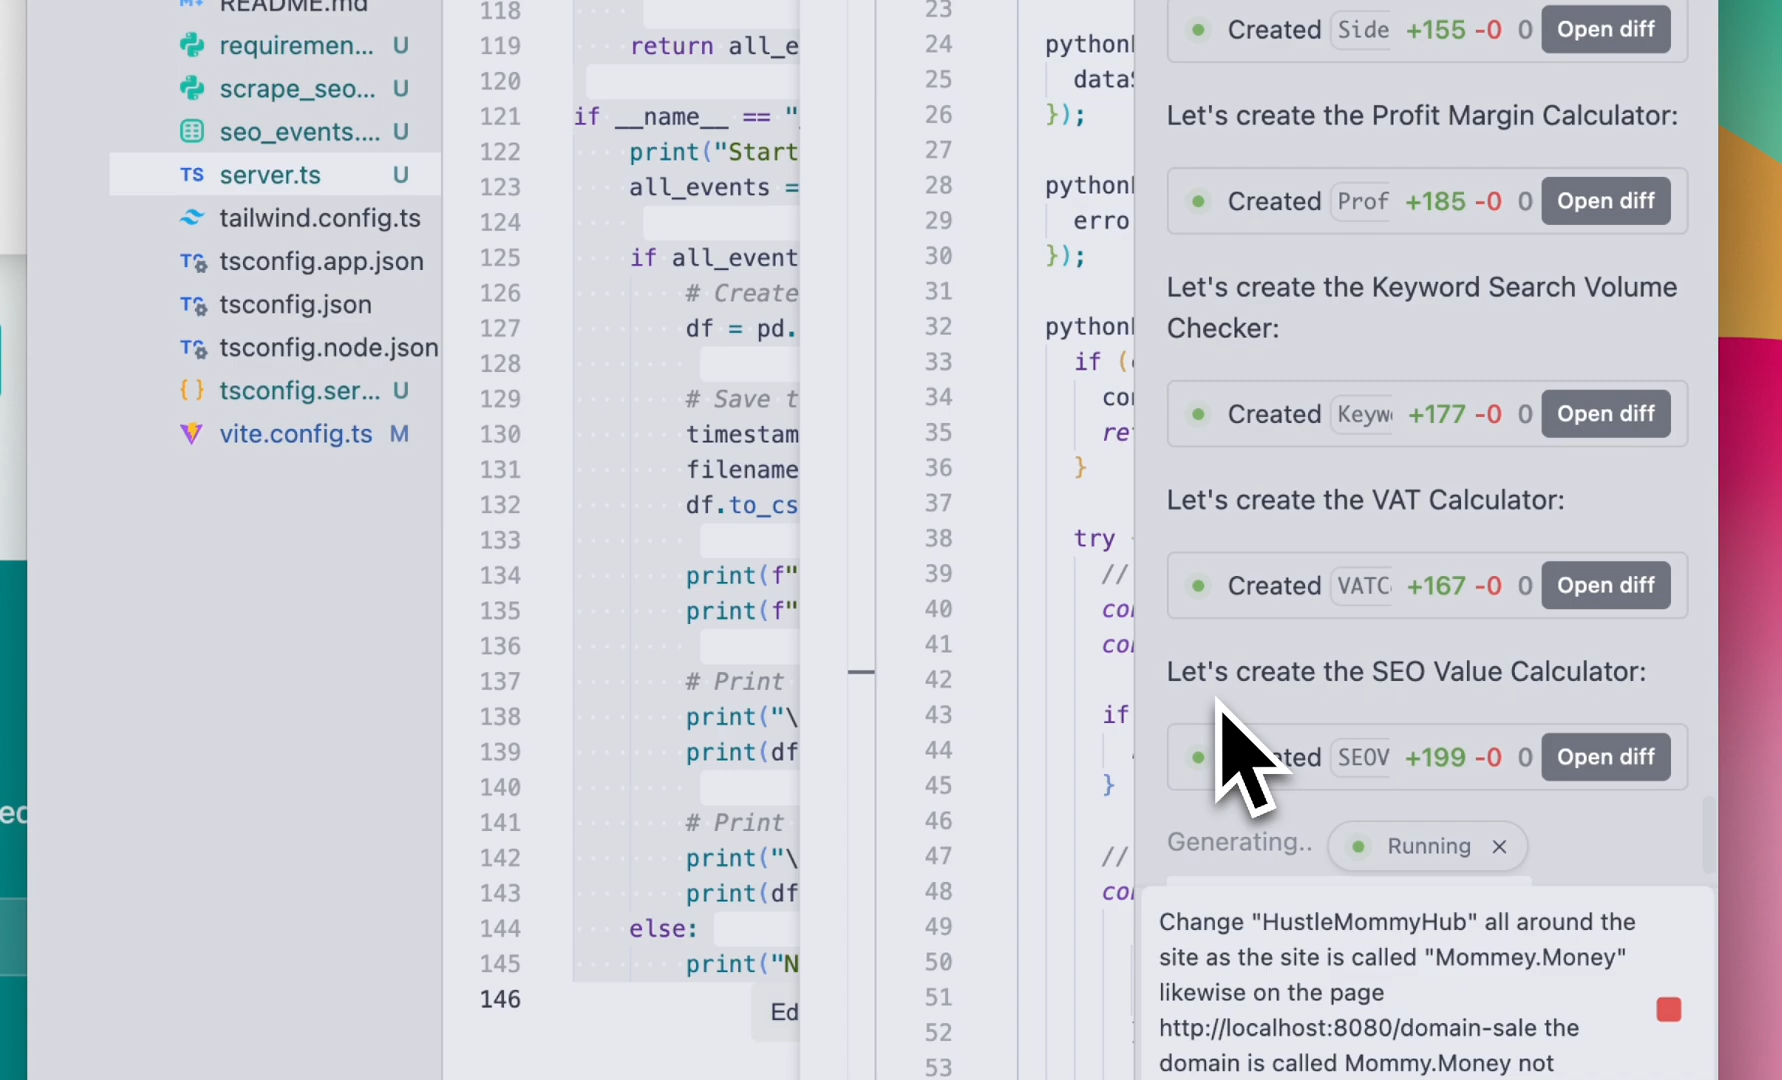 README.md
requiremen... U
scrape_seo... U
seo_events.... U
TS server.ts U
tailwind.config.ts
tsconfig.app.json
tsconfig.json
tsconfig.node.json
{ } tsconfig.ser... U
vite.config.ts M
118
119 return all_e
120
121 if __name__ == "
122 print("Start
123 all_events =
124
125 if all_event
126 # Create
127 df = pd.
128
129 # Save t
130 timestam
131 filename
132 df.to_cs
133
134 print(f"
135 print(f"
136
137 # Print
138 print("\
139 print(df
140
141 # Print
142 print("\
143 print(df
144 else:
145 print("N
146
Ed
23
24 python
25 data
26 });
27
28 python
29 erro
30 });
31
32 python
33 if (
34 co
35 re
36 }
37
38 try
39 //
40 co
41 co
42
43 if
44
45 }
46
47 //
48 co
49
50
51
52
53
Created Side +155 -0 0 Open diff
Let's create the Profit Margin Calculator:
Created Prof +185 -0 0 Open diff
Let's create the Keyword Search Volume
Checker:
Created Keyw +177 -0 0 Open diff
Let's create the VAT Calculator:
Created VATC +167 -0 0 Open diff
Let's create the SEO Value Calculator:
ated SEOV +199 -0 0 Open diff
Generating.. Running ×
Change "HustleMommyHub" all around the
site as the site is called "Mommey.Money"
likewise on the page
http://localhost:8080/domain-sale the
domain is called Mommy.Money not